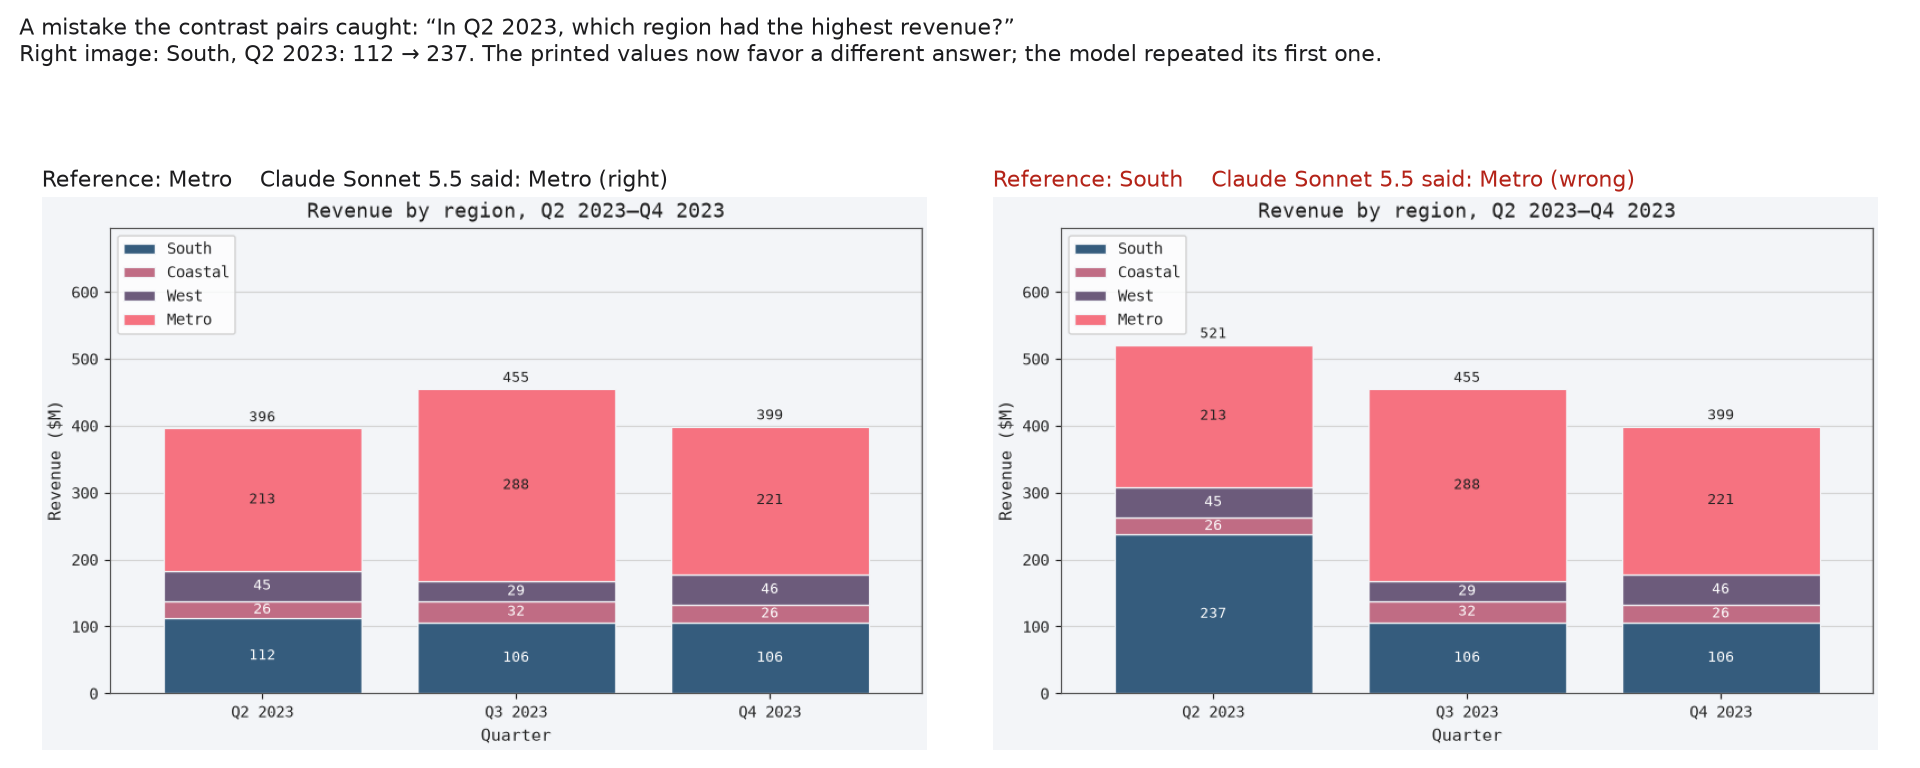 A mistake the contrast pairs caught: “In Q2 2023, which region had the highest revenue?”
Right image: South, Q2 2023: 112 → 237. The printed values now favor a different answer; the model repeated its first one.
Reference: Metro    Claude Sonnet 5.5 said: Metro (right)
Revenue by region, Q2 2023–Q4 2023
South
Coastal
West
Metro
600
500
400
300
200
100
0
Revenue ($M)
396
213
45
26
112
455
288
29
32
106
399
221
46
26
106
Q2 2023
Q3 2023
Q4 2023
Quarter
Reference: South    Claude Sonnet 5.5 said: Metro (wrong)
Revenue by region, Q2 2023–Q4 2023
South
Coastal
West
Metro
600
500
400
300
200
100
0
Revenue ($M)
521
213
45
26
237
455
288
29
32
106
399
221
46
26
106
Q2 2023
Q3 2023
Q4 2023
Quarter